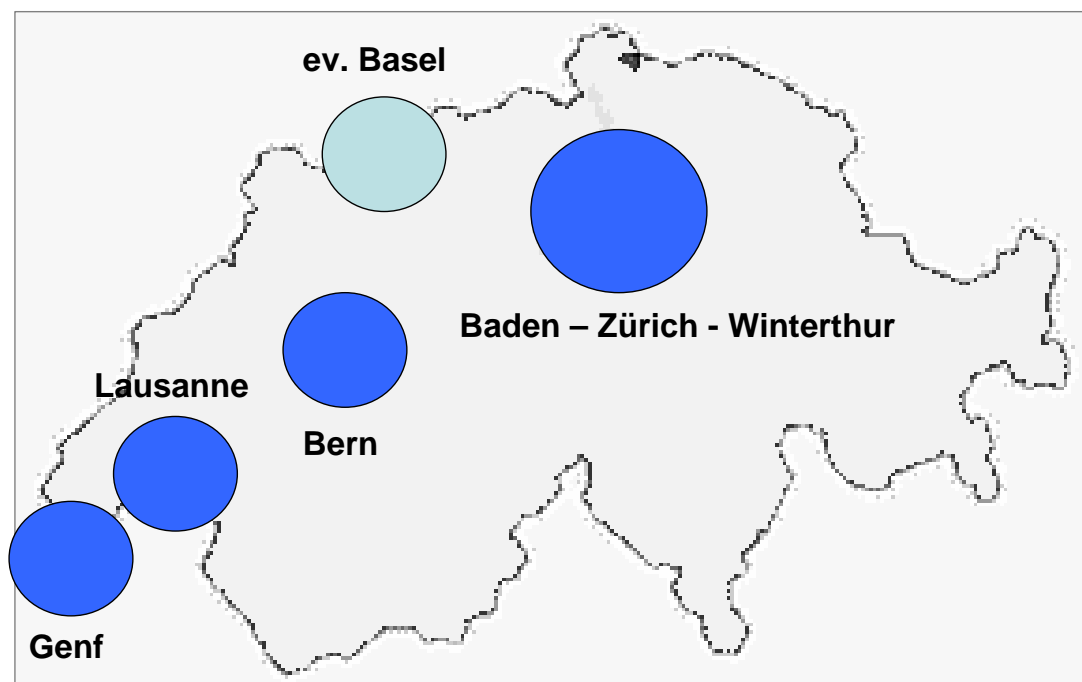 ev. Basel
Baden – Zürich - Winterthur
Lausanne
Bern
Genf